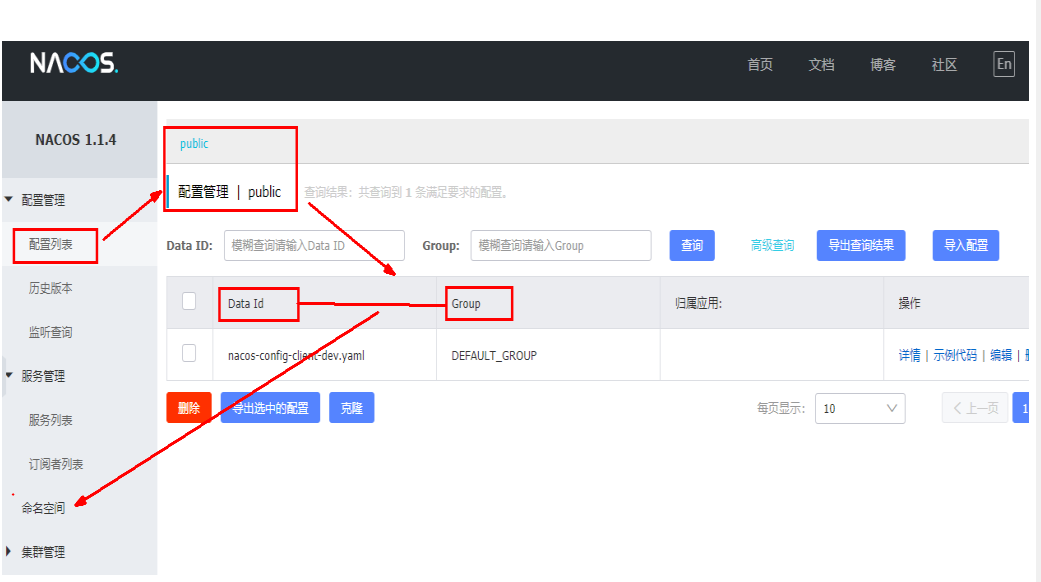 NACOS.
首页 文档 博客 社区 En
NACOS 1.1.4
public
配置管理
配置管理 | public 查询结果：共查询到 1 条满足要求的配置。
配置列表
Data ID: 模糊查询请输入Data ID Group: 模糊查询请输入Group 查询 高级查询 导出查询结果 导入配置
历史版本
Data Id Group 归属应用: 操作
监听查询
nacos-config-client-dev.yaml DEFAULT_GROUP 详情 | 示例代码 | 编辑 |
服务管理
删除 导出选中的配置 克隆 每页显示: 10 上一页 1
服务列表
订阅者列表
命名空间
集群管理